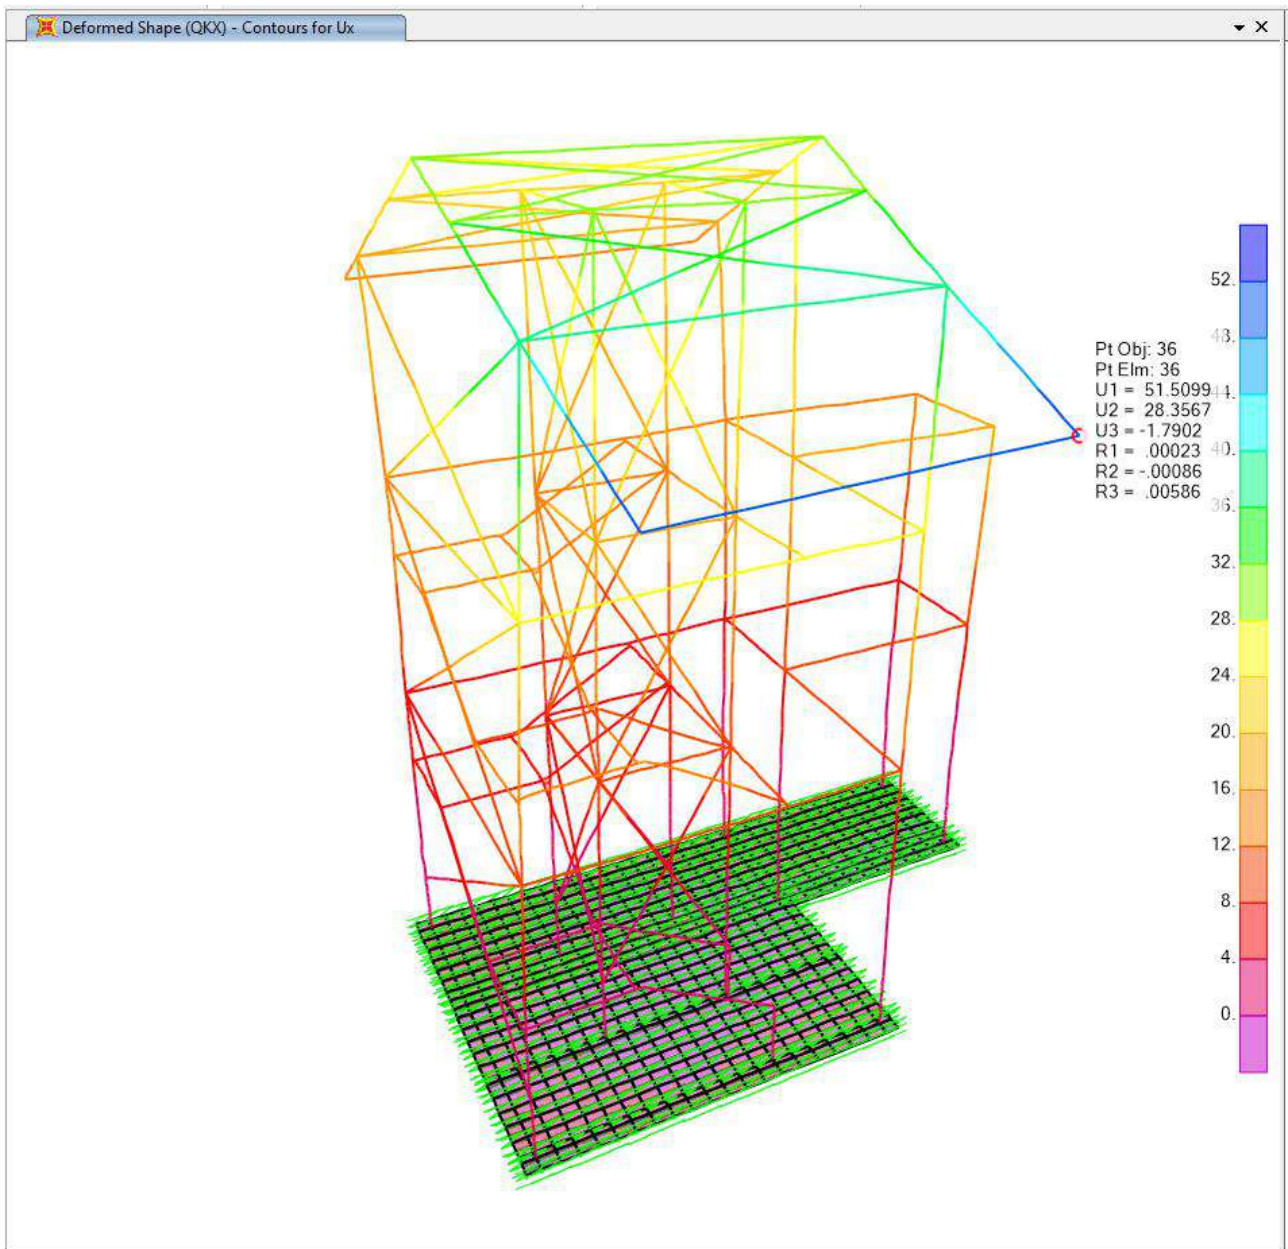 Deformed Shape (QKX) - Contours for Ux
Pt Obj: 36
Pt Elm: 36
U1 = 51.5099
U2 = 28.3567
U3 = -1.7902
R1 = .00023
R2 = -.00086
R3 = .00586
52.
48.
44.
40.
36.
32.
28.
24.
20.
16.
12.
8.
4.
0.